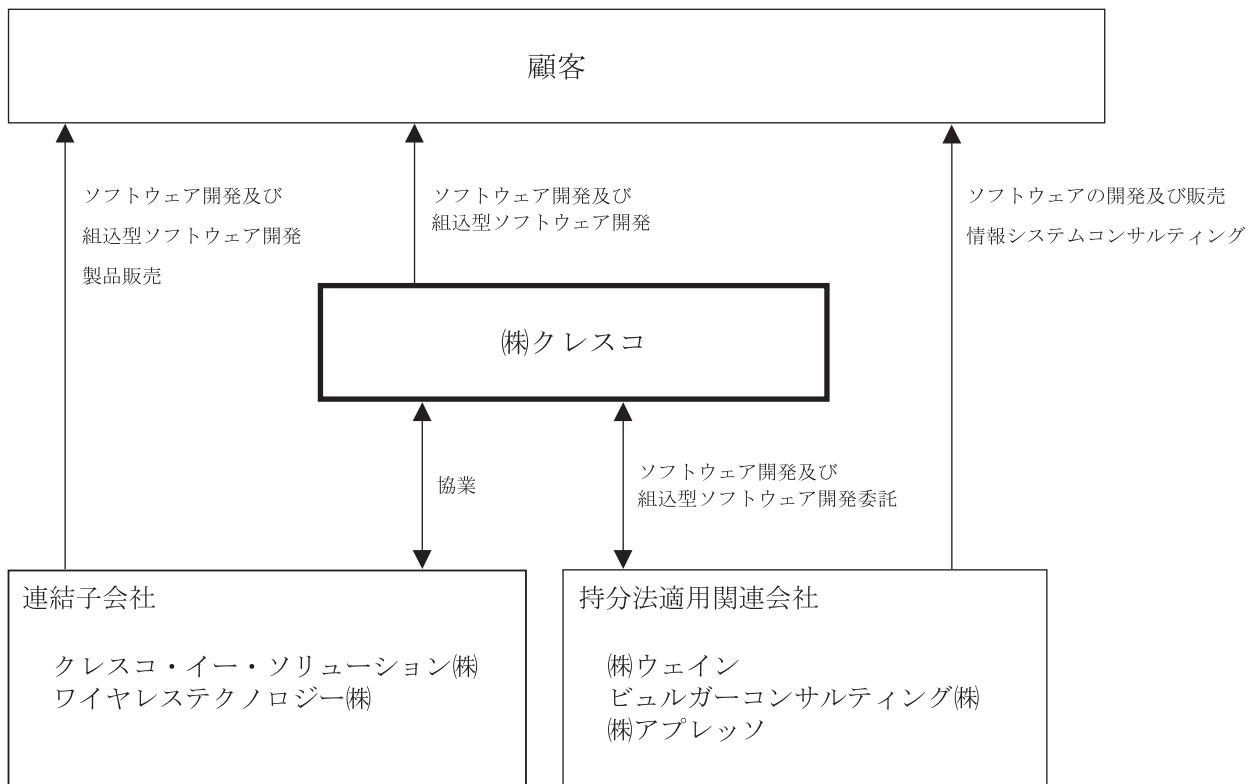 顧客
ソフトウェア開発及び
組込型ソフトウェア開発
製品販売
ソフトウェア開発及び
組込型ソフトウェア開発
ソフトウェアの開発及び販売
情報システムコンサルティング
㈱クレスコ
協業
ソフトウェア開発及び
組込型ソフトウェア開発委託
連結子会社
クレスコ・イー・ソリューション㈱
ワイヤレステクノロジー㈱
持分法適用関連会社
㈱ウェイン
ビュルガーコンサルティング㈱
㈱アプレッソ